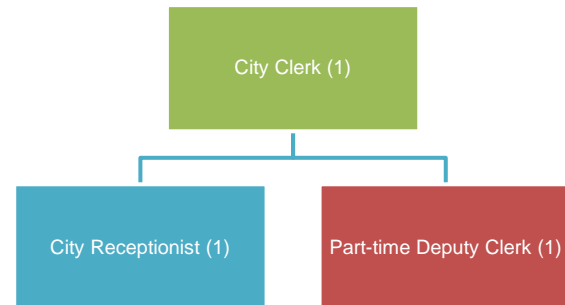 City Clerk (1)
City Receptionist (1)
Part-time Deputy Clerk (1)